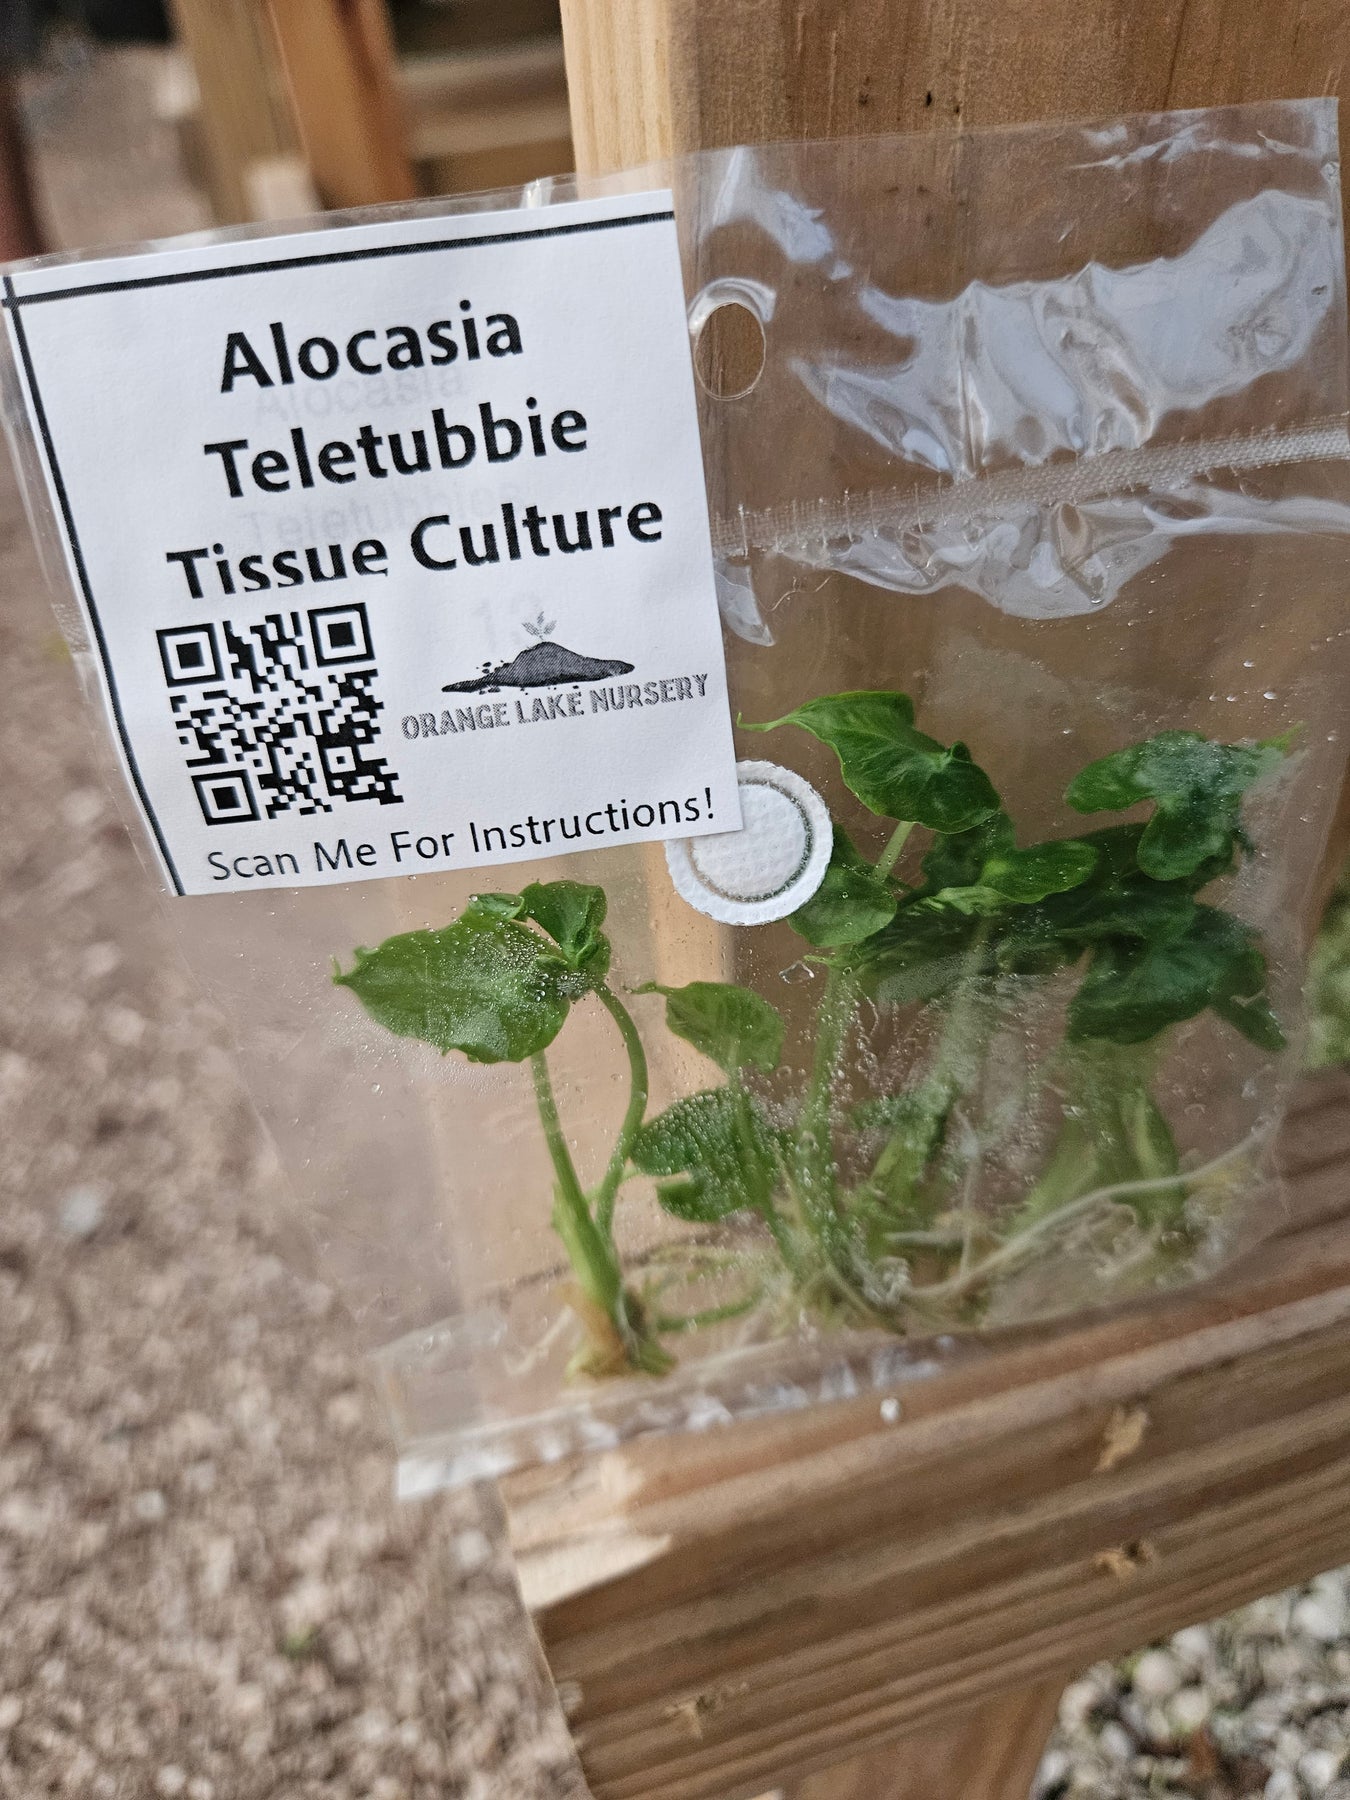 Alocasia
Teletubbie
Tissue Culture
ORANGE LAKE NURSERY
Scan Me For Instructions!